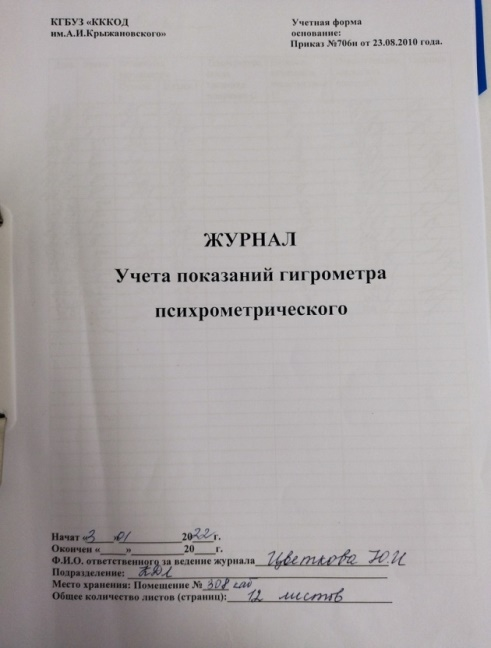 КГБУЗ «КККОД
им.А.И.Крыжановского»
Учетная форма
основание:
Приказ №706н от 23.08.2010 года.
ЖУРНАЛ
Учета показаний гигрометра
психрометрического
Начат «3 »01 2022 г.
Окончен «____»____________20____г.
Ф.И.О. ответственного за ведение журнала Цветкова Ю.И
Подразделение: КДЛ
Место хранения: Помещение № 308 каб
Общее количество листов (страниц): 12 листов